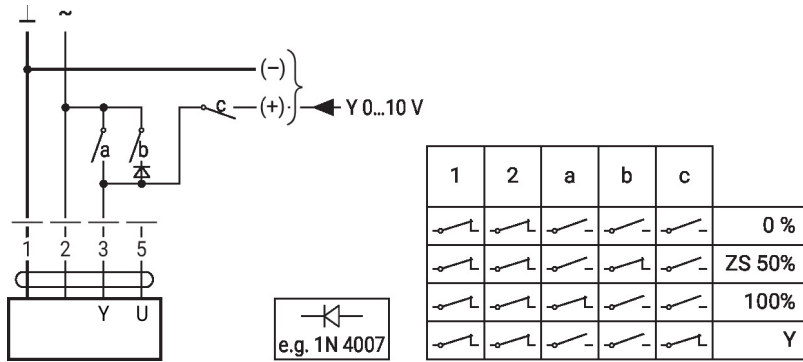 ⊥ ~
(–)
c (+) Y 0...10 V
a b
1 2 3 5
Y U
e.g. 1N 4007
1 2 a b c
0 %
ZS 50%
100%
Y